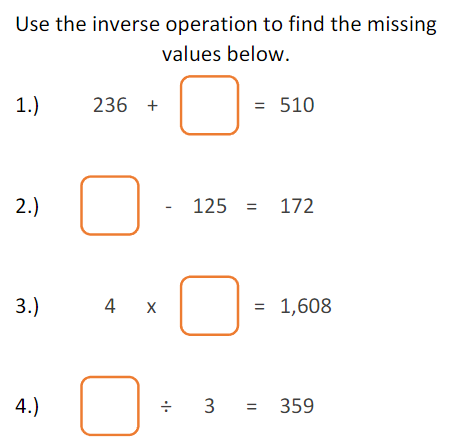 Use the inverse operation to find the missing
values below.
1.) 236 + = 510
2.) - 125 = 172
3.) 4 x = 1,608
4.) ÷ 3 = 359